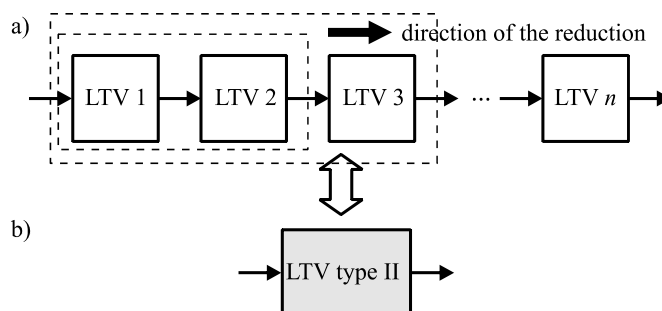 a)
direction of the reduction
LTV 1 LTV 2 LTV 3 ... LTV n
b)
LTV type II